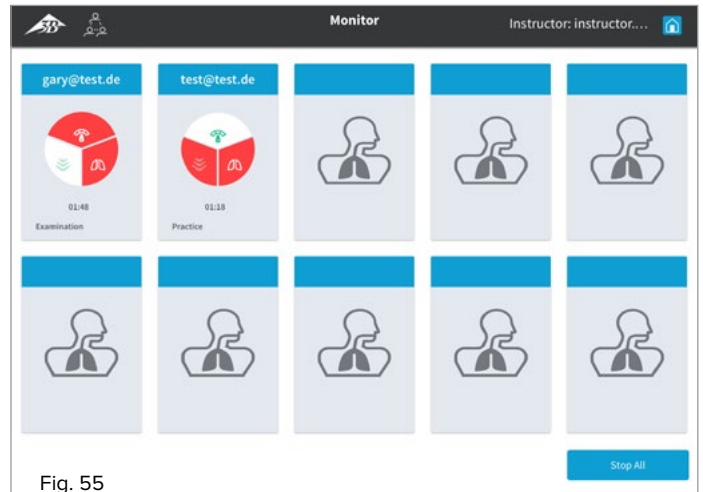 3B
Monitor
Instructor: instructor....
gary@test.de
test@test.de
01:48
Examination
01:18
Practice
Stop All
Fig. 55